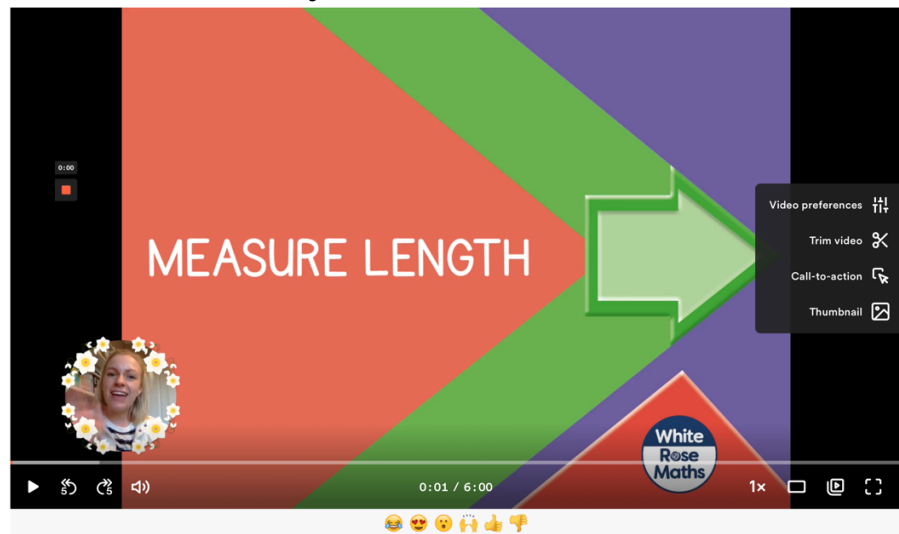 0:00
Video preferences
Trim video
MEASURE LENGTH
Call-to-action
Thumbnail
White
Rose
Maths
5
5
0:01 / 6:00
1×